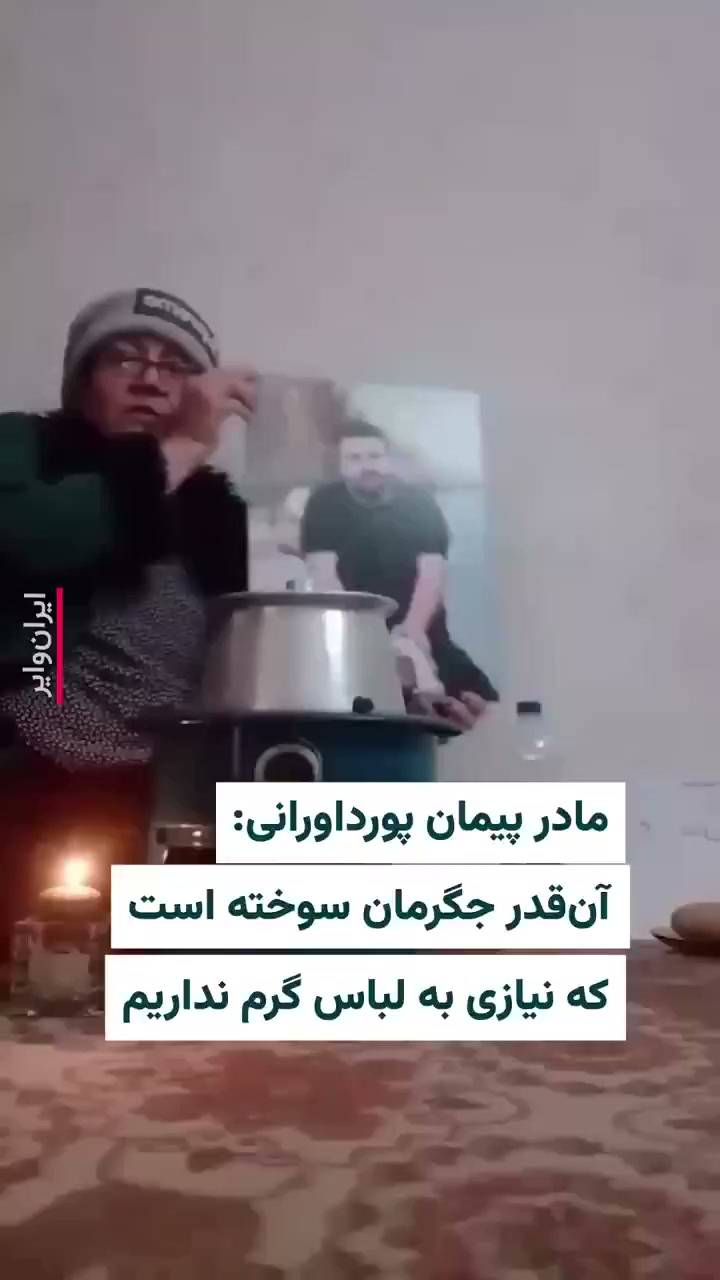 ایران‌وایر
مادر پیمان پورداورانی:
آن‌قدر جگرمان سوخته است
که نیازی به لباس گرم نداریم